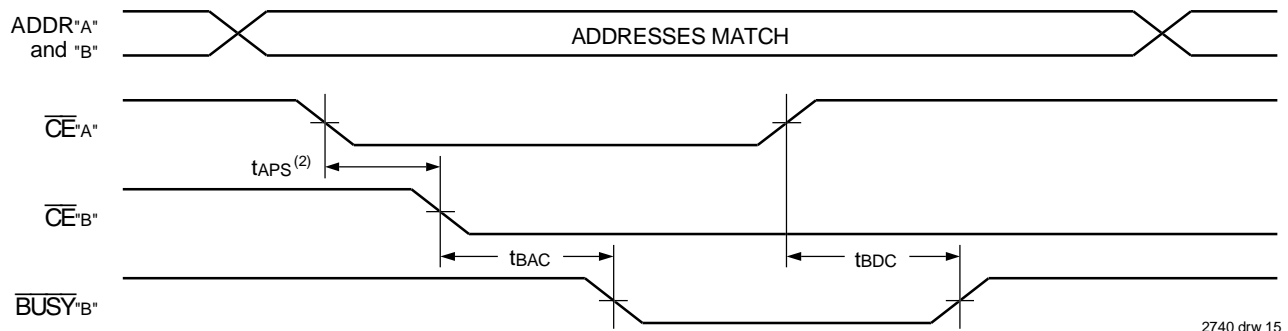 ADDR"A"
and "B"
ADDRESSES MATCH
CE"A"
tAPS(2)
CE"B"
tBAC
tBDC
BUSY"B"
2740 drw 15